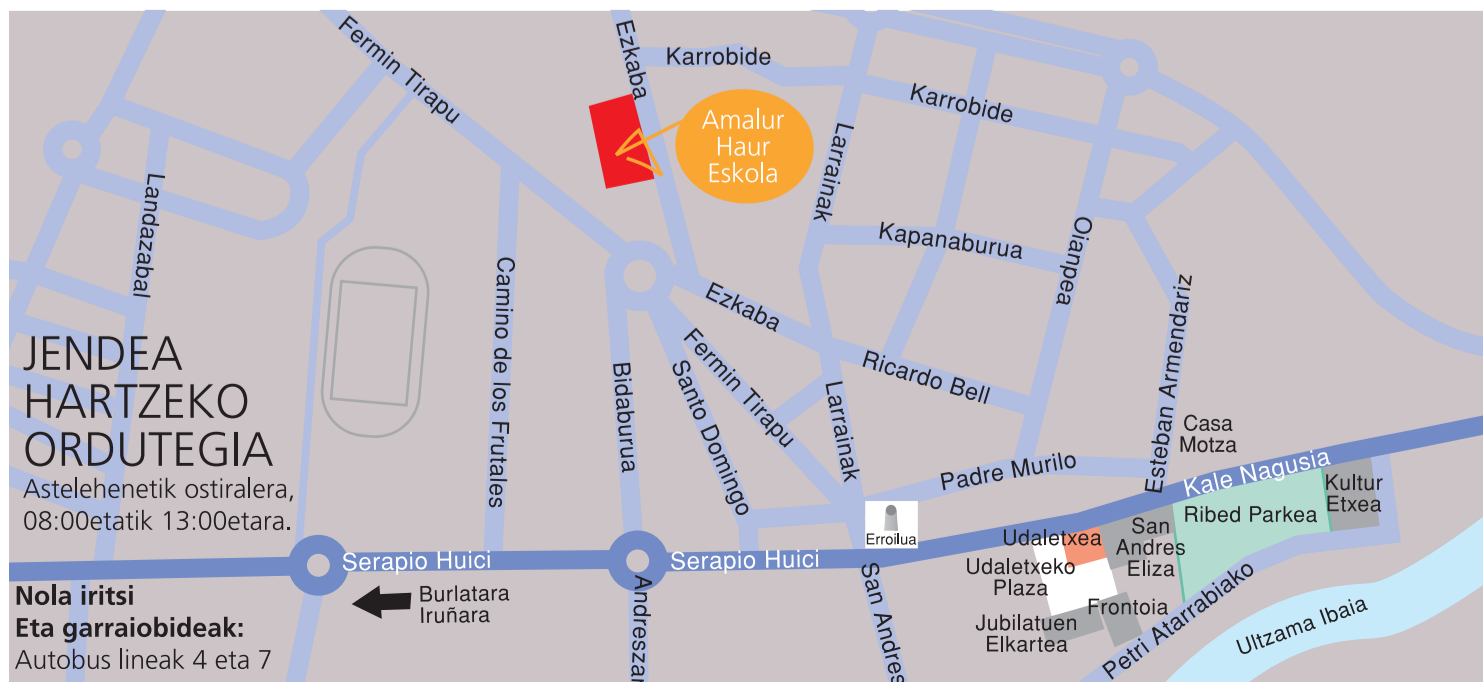 Fermin Tirapu
Ezkaba
Karrobide
Karrobide
Amalur
Haur
Eskola
Larrainak
Landazabal
Camino de los Frutales
Kapanaburua
Oianpea
Esteban Armendariz
Ezkaba
Ricardo Bell
Fermin Tirapu
Santo Domingo
Bidaburua
Larrainak
JENDEA
HARTZEKO
ORDUTEGIA
Astelehenetik ostiralera,
08:00etatik 13:00etara.
Casa
Motza
Padre Murilo
Kale Nagusia
Kultur
Etxea
Ribed Parkea
Erroilua
Udaletxea
San
Andres
Eliza
Udaletxeko
Plaza
Serapio Huici
Serapio Huici
Burlatara
Iruñara
Andreszar
San Andres
Frontoia
Jubilatuen
Elkartea
Petri Atarrabiako
Ultzama Ibaia
Nola iritsi
Eta garraiobideak:
Autobus lineak 4 eta 7